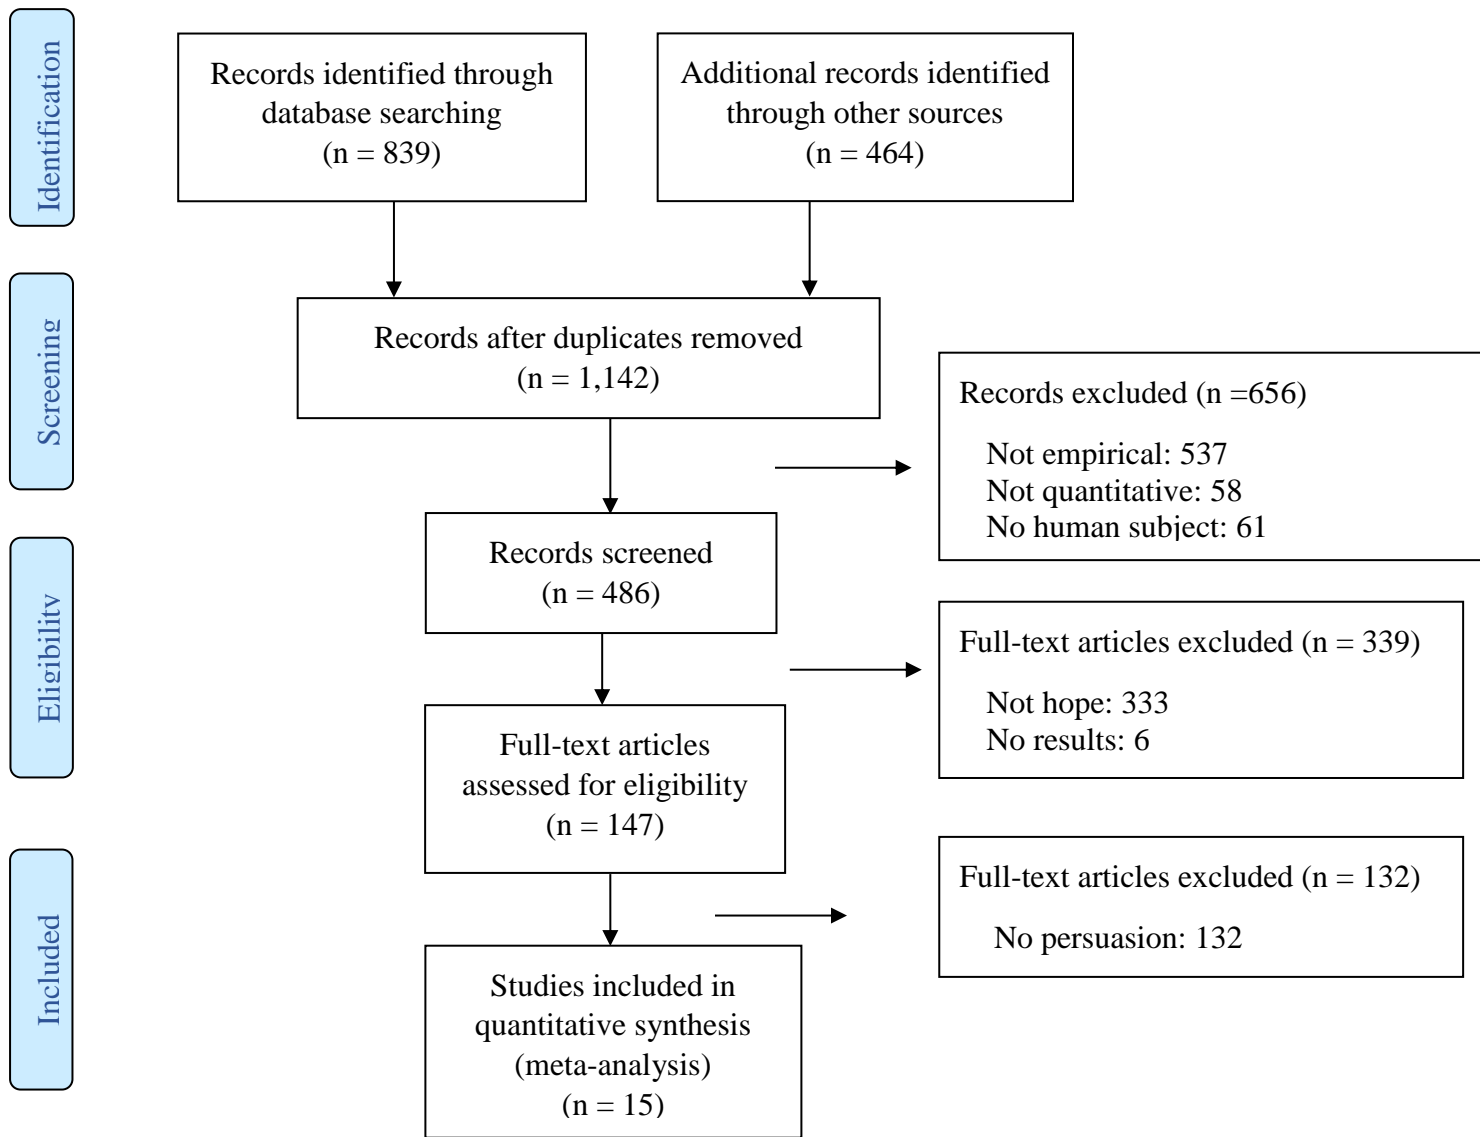 Identification
Records identified through
database searching
(n = 839)
Additional records identified
through other sources
(n = 464)
Screening
Records after duplicates removed
(n = 1,142)
Records excluded (n =656)
Not empirical: 537
Not quantitative: 58
No human subject: 61
Records screened
(n = 486)
Eligibility
Full-text articles excluded (n = 339)
Not hope: 333
No results: 6
Full-text articles
assessed for eligibility
(n = 147)
Included
Full-text articles excluded (n = 132)
No persuasion: 132
Studies included in
quantitative synthesis
(meta-analysis)
(n = 15)